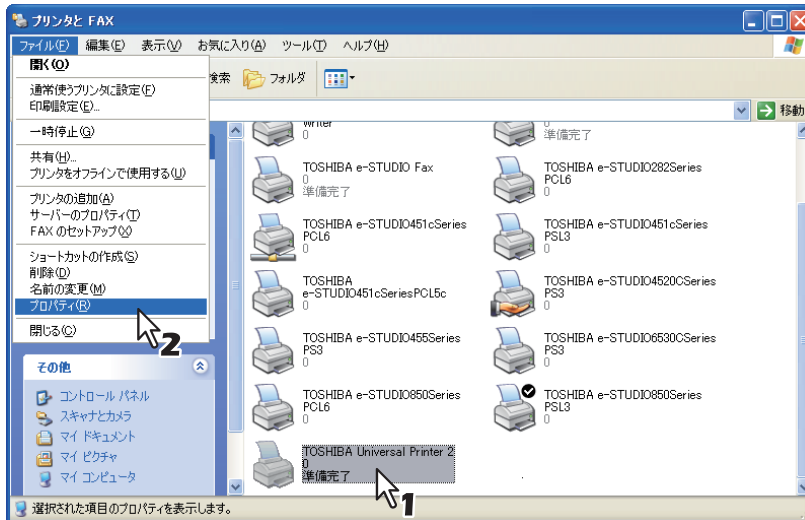 プリンタと FAX
ファイル(F) 編集(E) 表示(V) お気に入り(A) ツール(T) ヘルプ(H)
開く(O)
通常使うプリンタに設定(F)
印刷設定(E)...
一時停止(G)
共有(H)...
プリンタをオフラインで使用する(U)
プリンタの追加(A)
サーバーのプロパティ(T)
FAX のセットアップ(X)
ショートカットの作成(S)
削除(D)
名前の変更(M)
プロパティ(R)
閉じる(C)
2
検索 フォルダ
移動
その他
コントロール パネル
スキャナとカメラ
マイ ドキュメント
マイ ピクチャ
マイ コンピュータ
Writer
0
0
準備完了
TOSHIBA e-STUDIO Fax
0
準備完了
TOSHIBA e-STUDIO282Series
PCL6
0
TOSHIBA e-STUDIO451cSeries
PCL6
0
TOSHIBA e-STUDIO451cSeries
PSL3
0
TOSHIBA
e-STUDIO451cSeriesPCL5c
0
TOSHIBA e-STUDIO4520CSeries
PS3
0
TOSHIBA e-STUDIO455Series
PS3
0
TOSHIBA e-STUDIO6530CSeries
PS3
0
TOSHIBA e-STUDIO850Series
PCL6
0
TOSHIBA e-STUDIO850Series
PSL3
0
TOSHIBA Universal Printer 2
0
準備完了
1
選択された項目のプロパティを表示します。